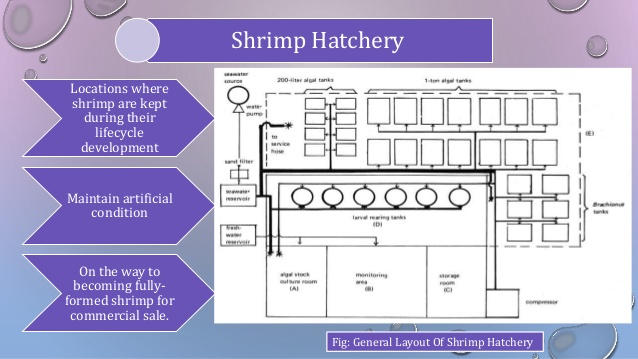 Shrimp Hatchery
Locations where
shrimp are kept
during their
lifecycle
development
Maintain artificial
condition
On the way to
becoming fully-
formed shrimp for
commercial sale.
seawater
source
200-liter algal tanks
1-ton algal tanks
water
pump
to
service
hose
(E)
sand filter
seawater
reservoir
Brachionus
tanks
larval rearing tanks
(D)
fresh-
water
reservoir
algal stock
culture room
(A)
monitoring
area
(B)
storage
room
(C)
compressor
Fig: General Layout Of Shrimp Hatchery